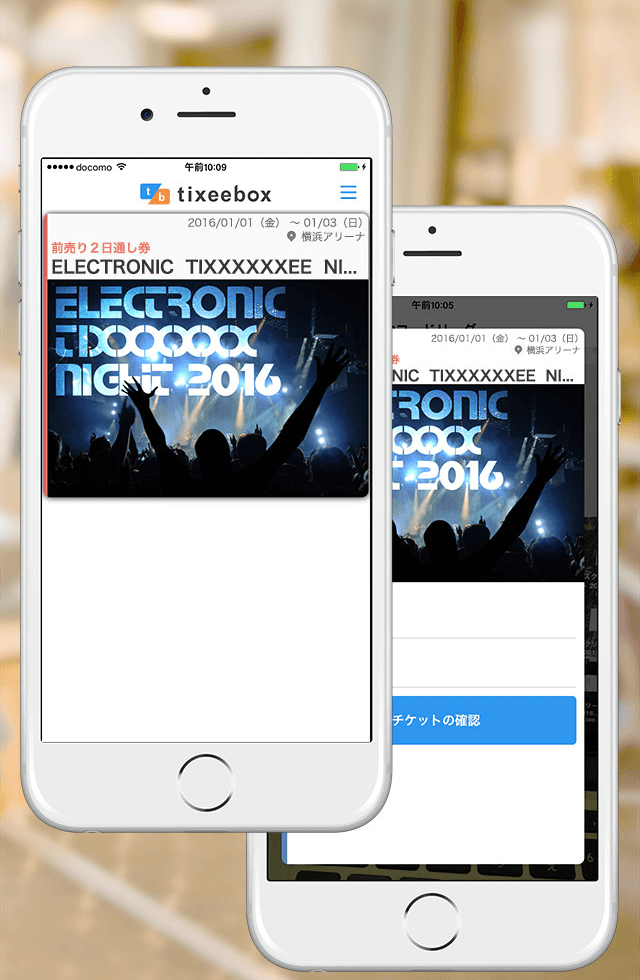 docomo
午前10:09
t b tixeebox
2016/01/01（金） ～ 01/03（日）
横浜アリーナ
前売り２日通し券
ELECTRONIC TIXXXXXXEE NI...
ELECTRONIC
TIXXXXXX
NIGHT 2016
午前10:05
2016/01/01（金） ～ 01/03（日）
横浜アリーナ
券
NIC TIXXXXXXEE NI...
RONIC
XXXX
2016
チケットの確認